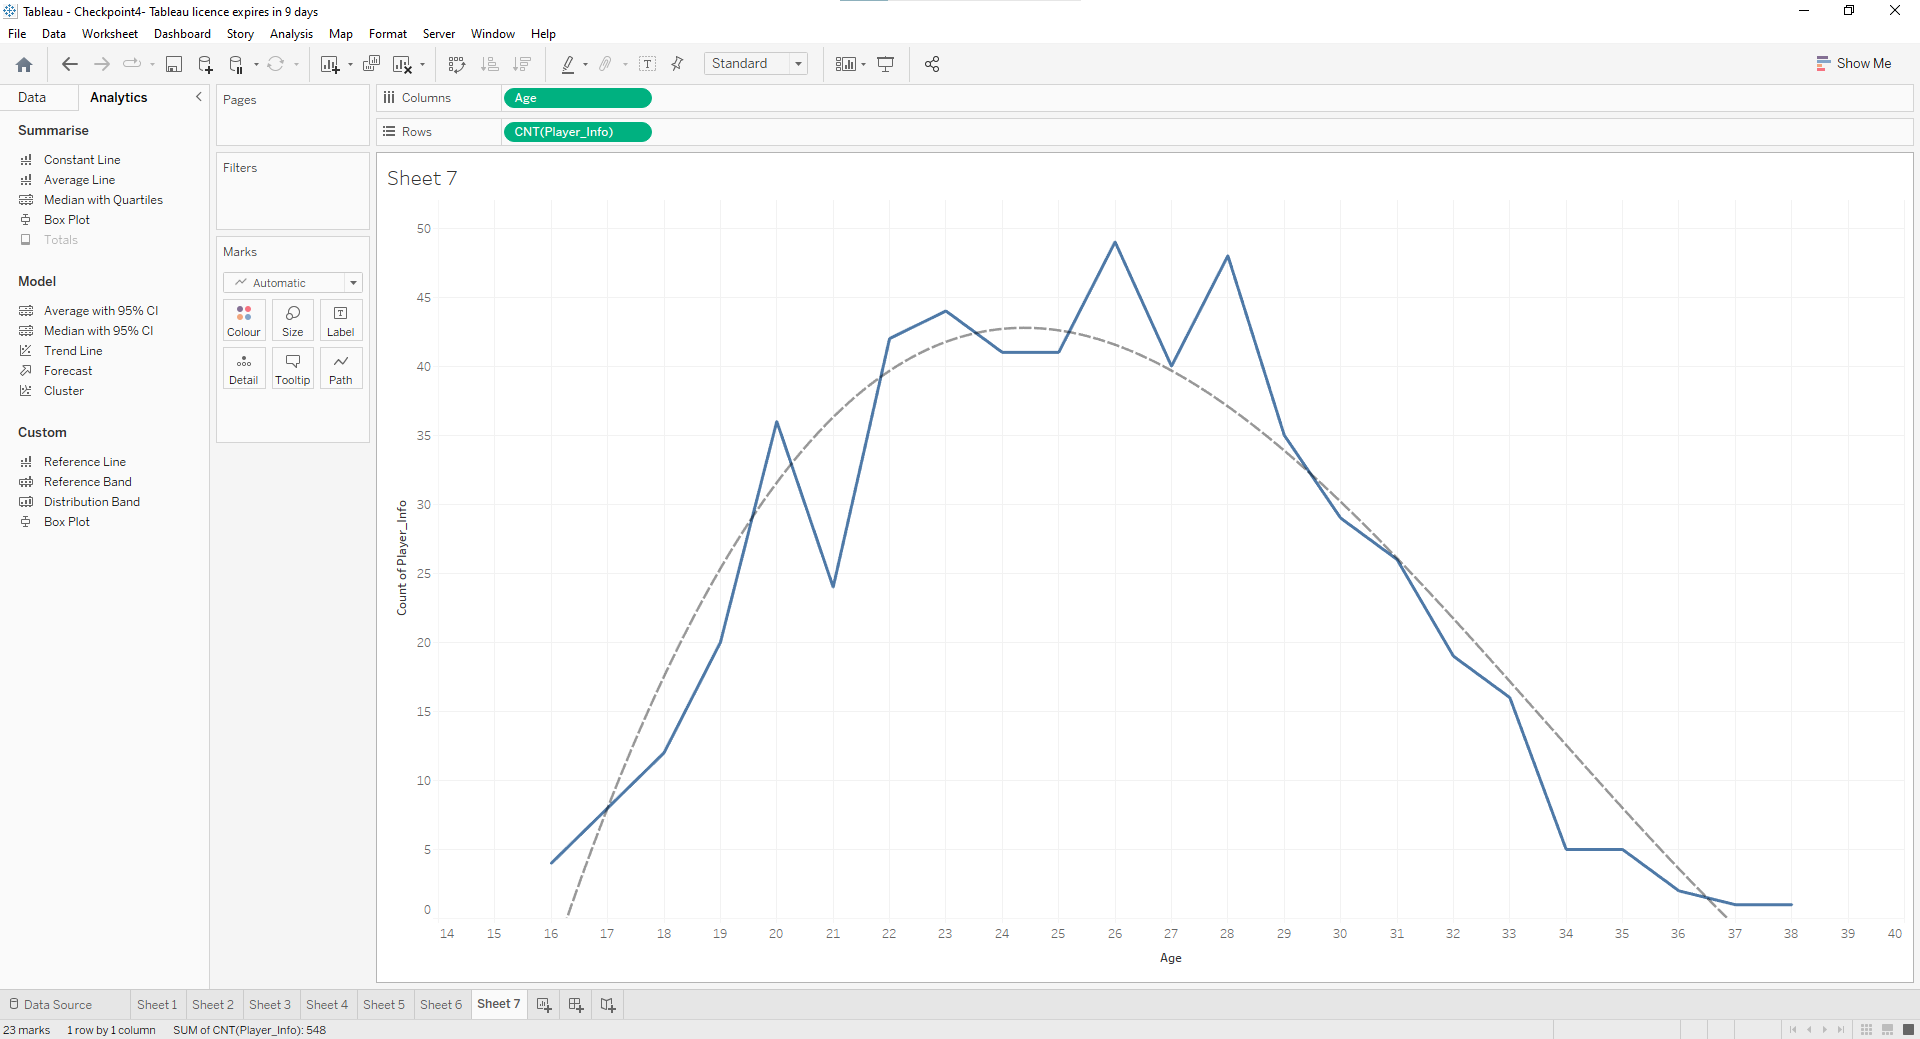 Tableau - Checkpoint4- Tableau licence expires in 9 days
File Data Worksheet Dashboard Story Analysis Map Format Server Window Help
Standard
Show Me
Data Analytics
Summarise
Constant Line
Average Line
Median with Quartiles
Box Plot
Totals
Model
Average with 95% CI
Median with 95% CI
Trend Line
Forecast
Cluster
Custom
Reference Line
Reference Band
Distribution Band
Box Plot
Pages
Filters
Marks
Automatic
Colour Size Label
Detail Tooltip Path
Columns Age
Rows CNT(Player_Info)
Sheet 7
50
45
40
35
30
25
20
15
10
5
0
Count of Player_Info
14 15 16 17 18 19 20 21 22 23 24 25 26 27 28 29 30 31 32 33 34 35 36 37 38 39 40
Age
Data Source Sheet 1 Sheet 2 Sheet 3 Sheet 4 Sheet 5 Sheet 6 Sheet 7
23 marks 1 row by 1 column SUM of CNT(Player_Info): 548